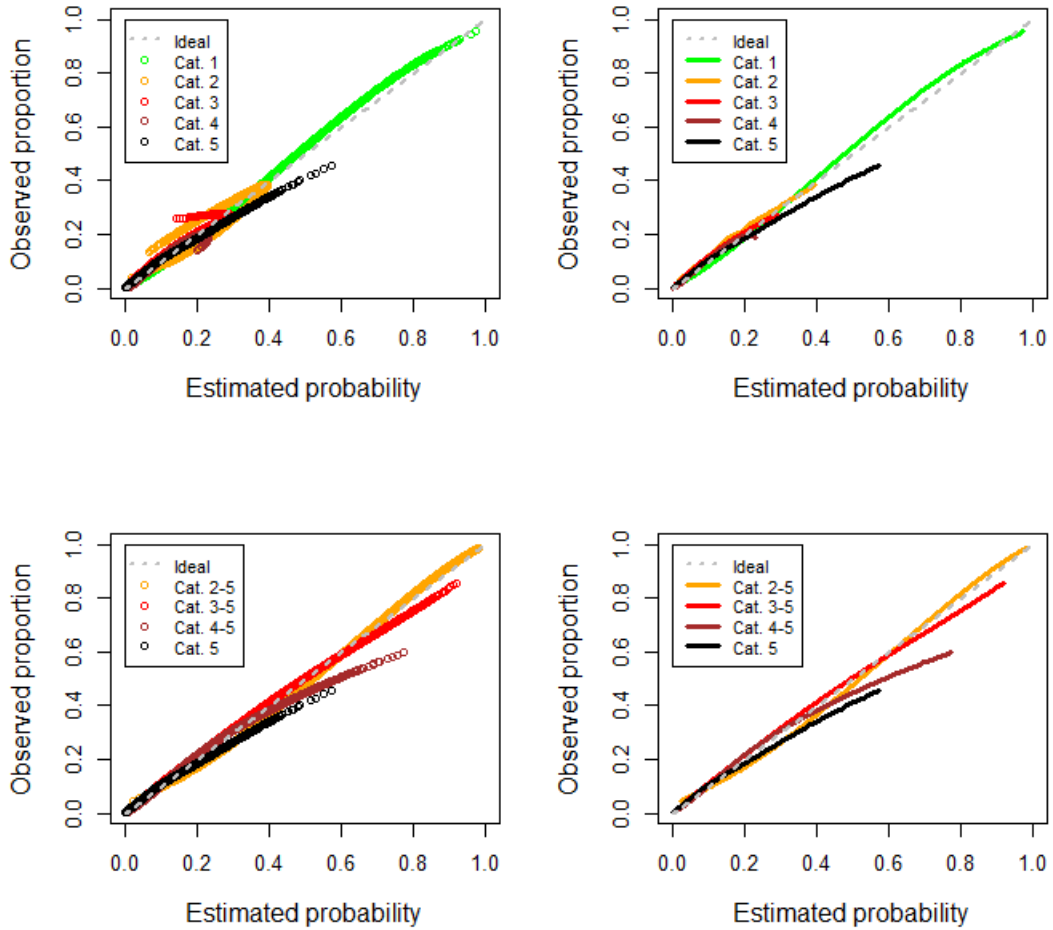 Observed proportion
0.0 0.2 0.4 0.6 0.8 1.0
Ideal
Cat. 1
Cat. 2
Cat. 3
Cat. 4
Cat. 5
0.0 0.2 0.4 0.6 0.8 1.0
Estimated probability
Observed proportion
0.0 0.2 0.4 0.6 0.8 1.0
Ideal
Cat. 1
Cat. 2
Cat. 3
Cat. 4
Cat. 5
0.0 0.2 0.4 0.6 0.8 1.0
Estimated probability
Observed proportion
0.0 0.2 0.4 0.6 0.8 1.0
Ideal
Cat. 2-5
Cat. 3-5
Cat. 4-5
Cat. 5
0.0 0.2 0.4 0.6 0.8 1.0
Estimated probability
Observed proportion
0.0 0.2 0.4 0.6 0.8 1.0
Ideal
Cat. 2-5
Cat. 3-5
Cat. 4-5
Cat. 5
0.0 0.2 0.4 0.6 0.8 1.0
Estimated probability